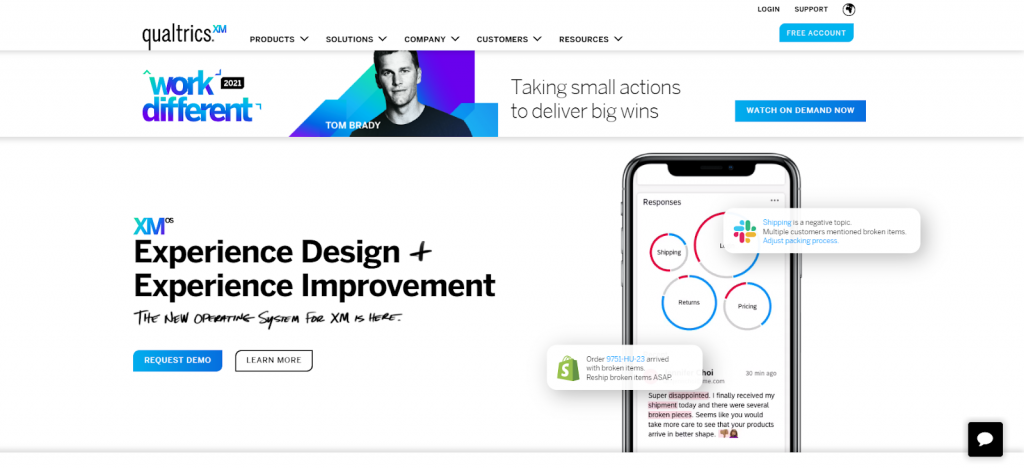 LOGIN SUPPORT
qualtrics.XM
PRODUCTS SOLUTIONS COMPANY CUSTOMERS RESOURCES
FREE ACCOUNT
work 2021
different
TOM BRADY
Taking small actions
to deliver big wins
WATCH ON DEMAND NOW
XM OS
Experience Design +
Experience Improvement
THE NEW OPERATING SYSTEM FOR XM IS HERE.
REQUEST DEMO LEARN MORE
Responses
Shipping
Returns
Pricing
Shipping is a negative topic.
Multiple customers mentioned broken items.
Adjust packing process.
Order 9751-HU-23 arrived
with broken items.
Reship broken items ASAP.
Choi 30 min ago
me.com
Super disappointed. I finally received my
shipment today and there were several
broken pieces. Seems like you would
take more care to see that your products
arrive in better shape.